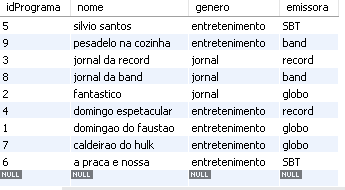 idPrograma nome genero emissora
5 silvio santos entretenimento SBT
9 pesadelo na cozinha entretenimento band
3 jornal da record jornal record
8 jornal da band jornal band
2 fantastico jornal globo
4 domingo espetacular entretenimento record
1 domingao do faustao entretenimento globo
7 caldeirao do hulk entretenimento globo
6 a praca e nossa entretenimento SBT
NULL NULL NULL NULL